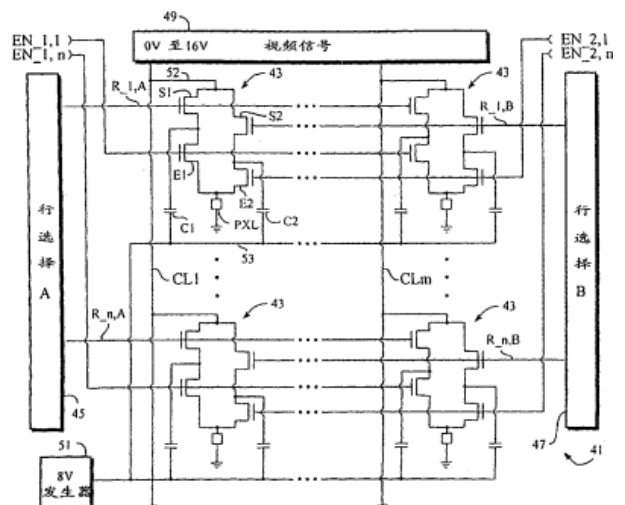 49
EN_1,1
EN_1, n
0V 至16V 视频信号
EN_2,1
EN_2, n
52
43
43
R_1,A
S1
S2
R_1,B
E1
E2
C1
PXL
C2
行选择 A
行选择 B
53
CL1
CLm
43
43
R_n,A
R_n,B
45
47
41
51
8V
发生器